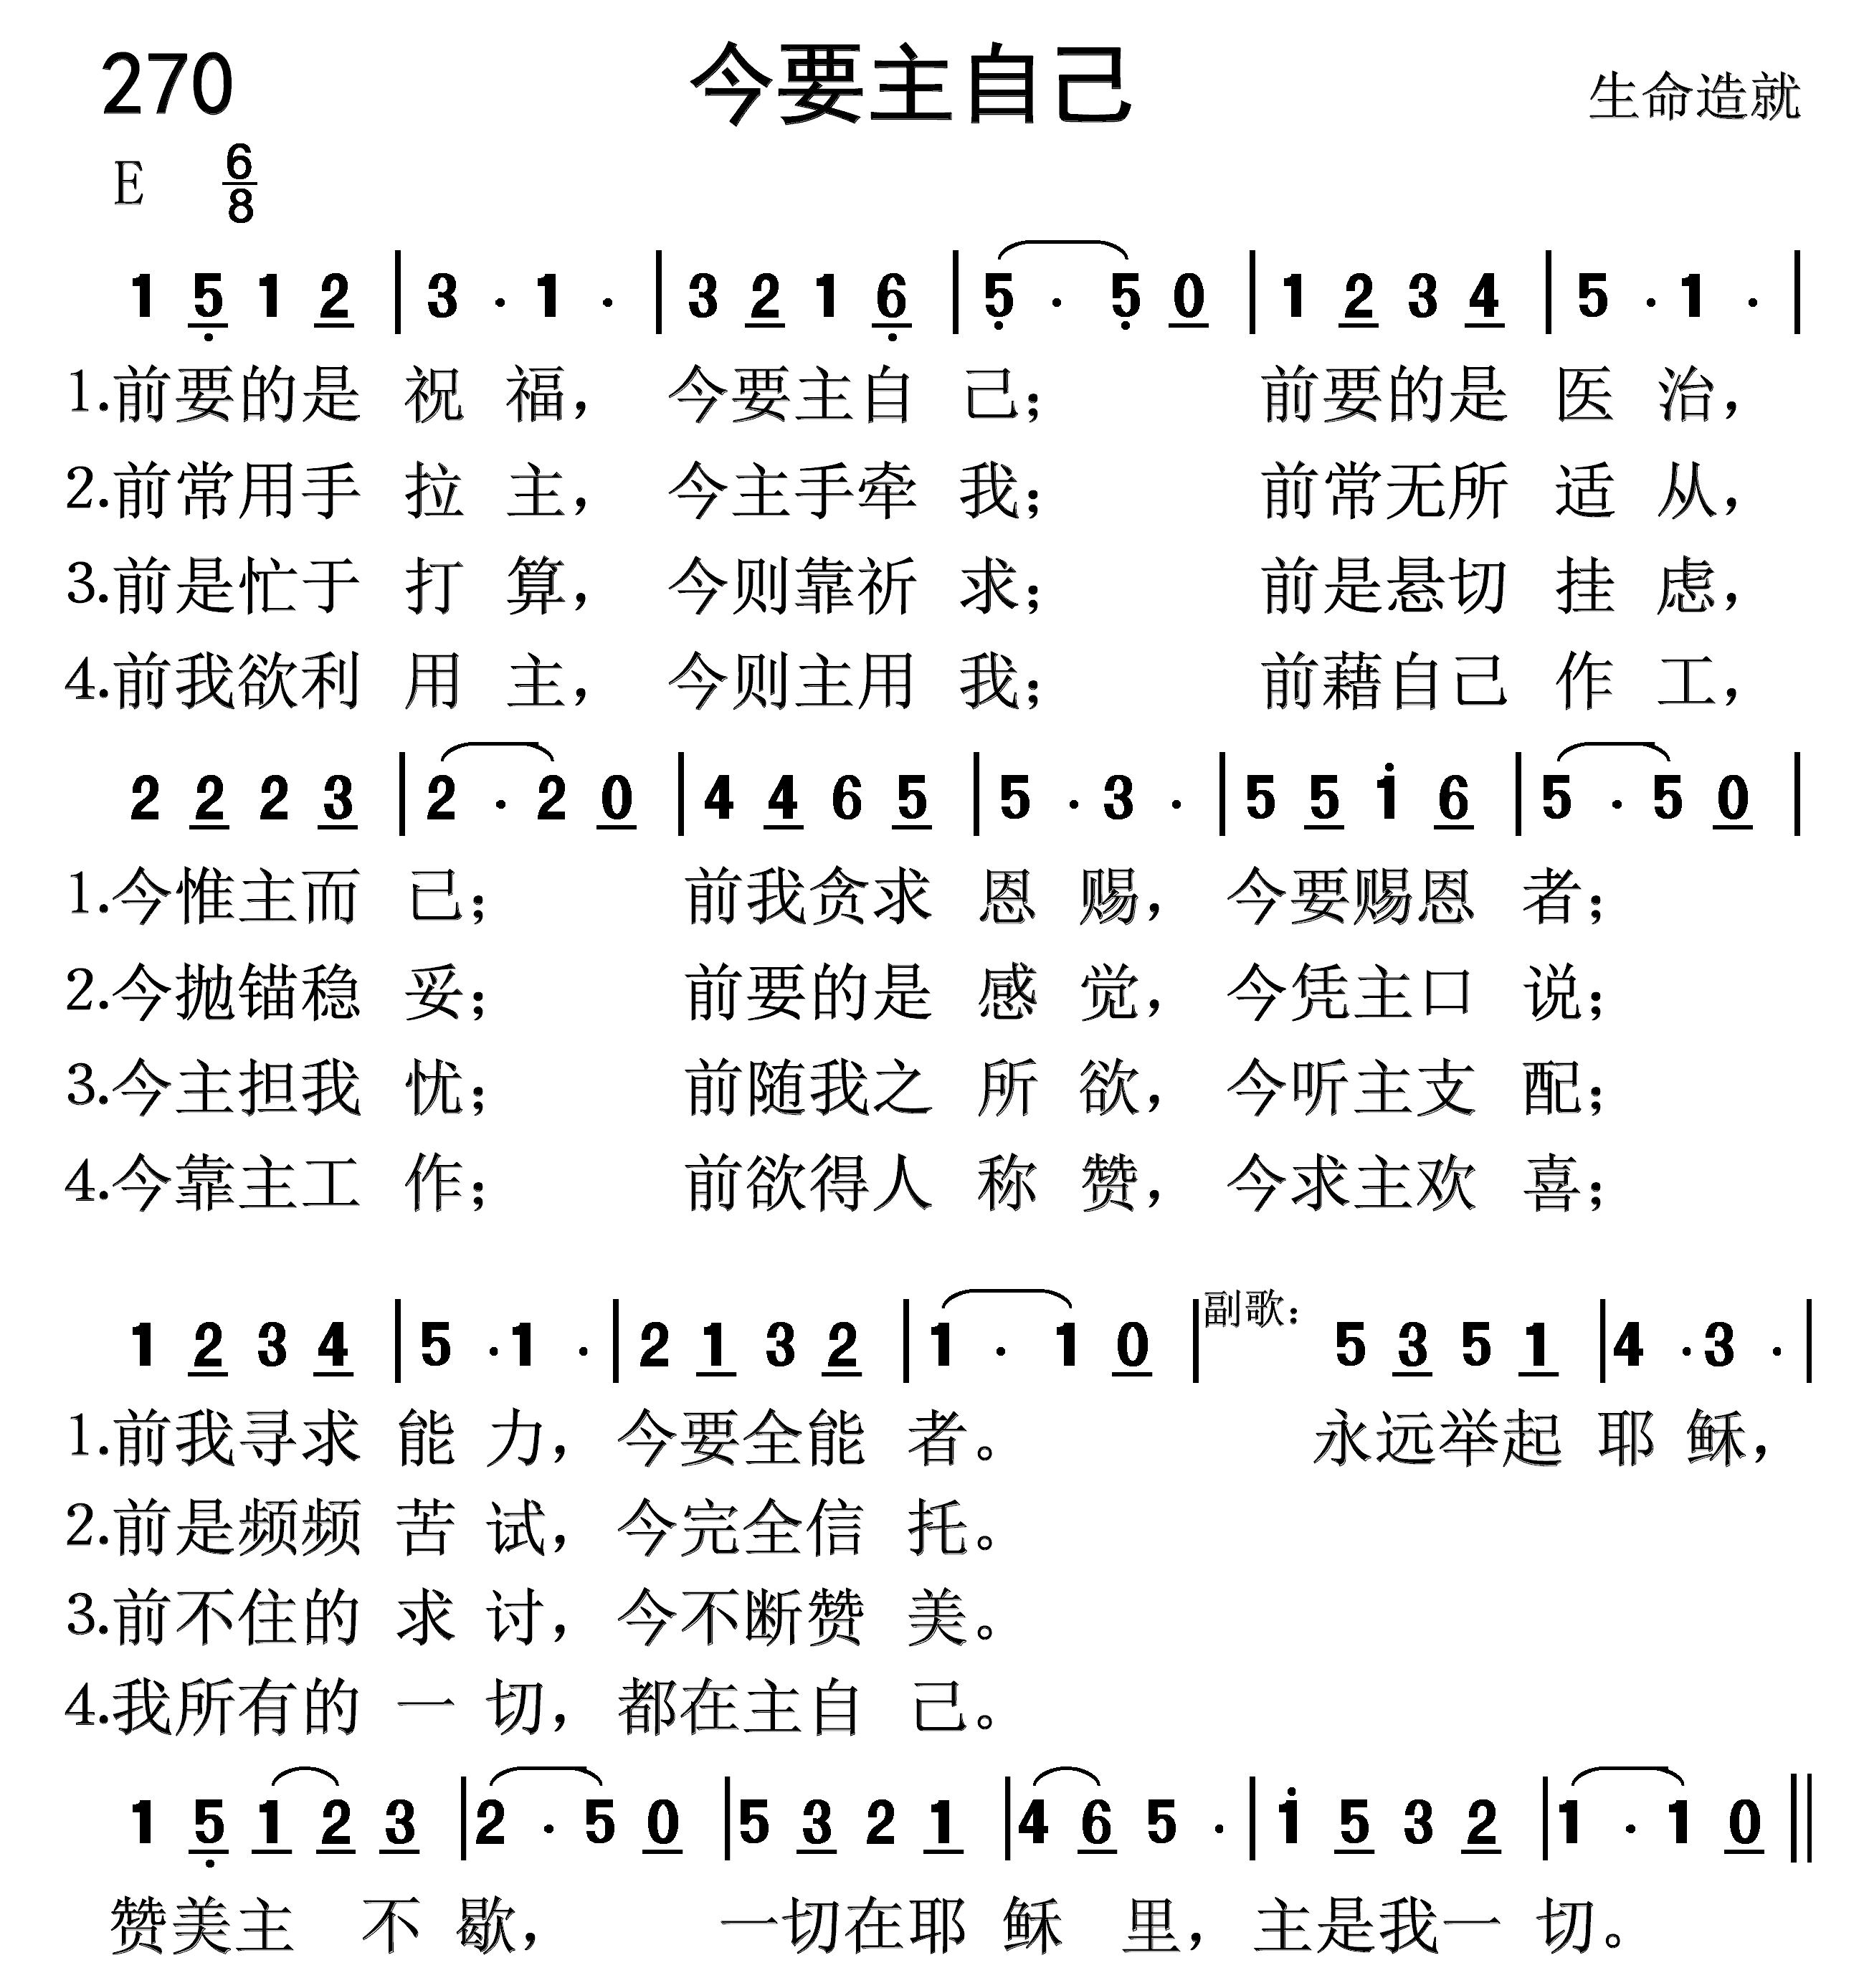 270 今要主自己 生命造就
E 6/8
1 5̣ 1 2 | 3 · 1 · | 3 2 1 6̣ | 5̣ · 5̣ 0 | 1 2 3 4 | 5 · 1 · |
1.前要的是 祝 福， 今要主自 己； 前要的是 医 治，
2.前常用手 拉 主， 今主手牵 我； 前常无所 适 从，
3.前是忙于 打 算， 今则靠祈 求； 前是悬切 挂 虑，
4.前我欲利 用 主， 今则主用 我； 前藉自己 作 工，
2 2 2 3 | 2 · 2 0 | 4 4 6 5 | 5 · 3 · | 5 5 1̇ 6 | 5 · 5 0 |
1.今惟主而 已； 前我贪求 恩 赐， 今要赐恩 者；
2.今抛锚稳 妥； 前要的是 感 觉， 今凭主口 说；
3.今主担我 忧； 前随我之 所 欲， 今听主支 配；
4.今靠主工 作； 前欲得人 称 赞， 今求主欢 喜；
1 2 3 4 | 5 · 1 · | 2 1 3 2 | 1 · 1 0 | 副歌： 5 3 5 1 | 4 · 3 · |
1.前我寻求 能 力， 今要全能 者。 永远举起 耶 稣，
2.前是频频 苦 试， 今完全信 托。
3.前不住的 求 讨， 今不断赞 美。
4.我所有的 一 切， 都在主自 己。
1 5̣ 1 2 3 | 2 · 5 0 | 5 3 2 1 | 4 6 5 · | 1̇ 5 3 2 | 1 · 1 0 ||
赞美主 不 歇， 一切在耶 稣 里， 主是我一 切。